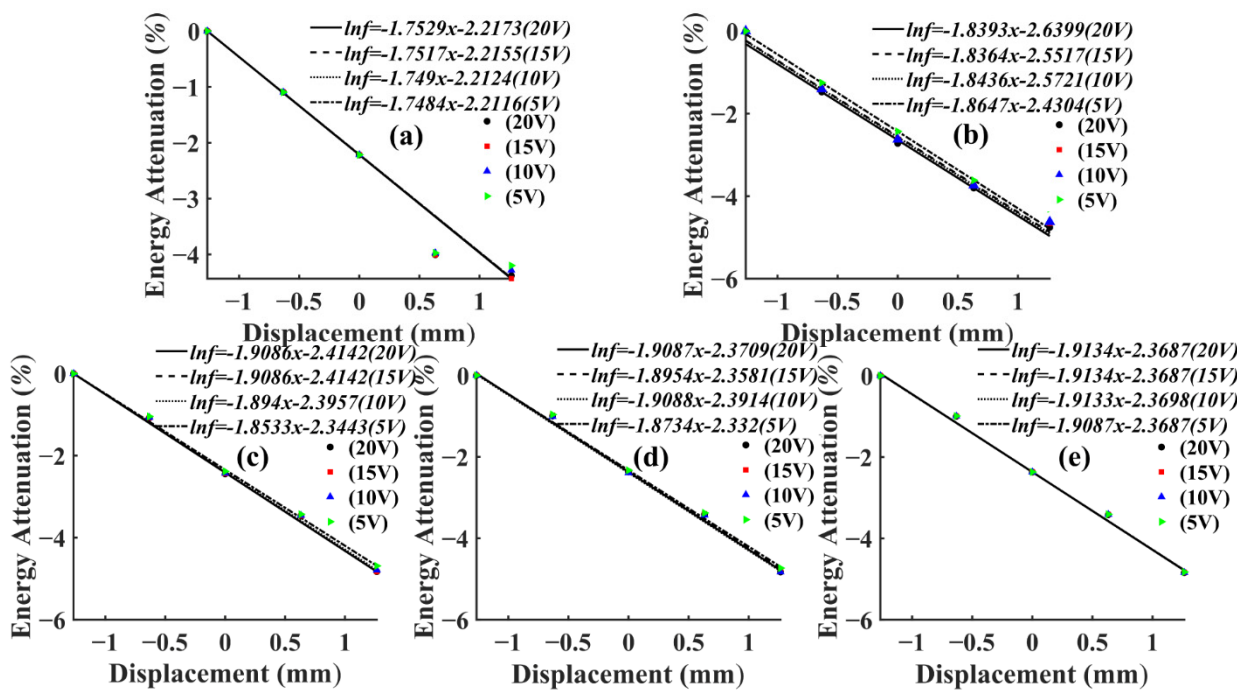 Energy Attenuation (%)
0
−1
−2
−3
−4
−1 −0.5 0 0.5 1
Displacement (mm)
lnf=-1.7529x-2.2173(20V)
lnf=-1.7517x-2.2155(15V)
lnf=-1.749x-2.2124(10V)
lnf=-1.7484x-2.2116(5V)
(a)
(20V)
(15V)
(10V)
(5V)
Energy Attenuation (%)
0
−2
−4
−6
−1 −0.5 0 0.5 1
Displacement (mm)
lnf=-1.8393x-2.6399(20V)
lnf=-1.8364x-2.5517(15V)
lnf=-1.8436x-2.5721(10V)
lnf=-1.8647x-2.4304(5V)
(b)
(20V)
(15V)
(10V)
(5V)
Energy Attenuation (%)
0
−2
−4
−6
−1 −0.5 0 0.5 1
Displacement (mm)
lnf=-1.9086x-2.4142(20V)
lnf=-1.9086x-2.4142(15V)
lnf=-1.894x-2.3957(10V)
lnf=-1.8533x-2.3443(5V)
(c)
(20V)
(15V)
(10V)
(5V)
Energy Attenuation (%)
0
−2
−4
−6
−1 −0.5 0 0.5 1
Displacement (mm)
lnf=-1.9087x-2.3709(20V)
lnf=-1.8954x-2.3581(15V)
lnf=-1.9088x-2.3914(10V)
lnf=-1.8734x-2.332(5V)
(d)
(20V)
(15V)
(10V)
(5V)
Energy Attenuation (%)
0
−2
−4
−6
−1 −0.5 0 0.5 1
Displacement (mm)
lnf=-1.9134x-2.3687(20V)
lnf=-1.9134x-2.3687(15V)
lnf=-1.9133x-2.3698(10V)
lnf=-1.9087x-2.3687(5V)
(e)
(20V)
(15V)
(10V)
(5V)